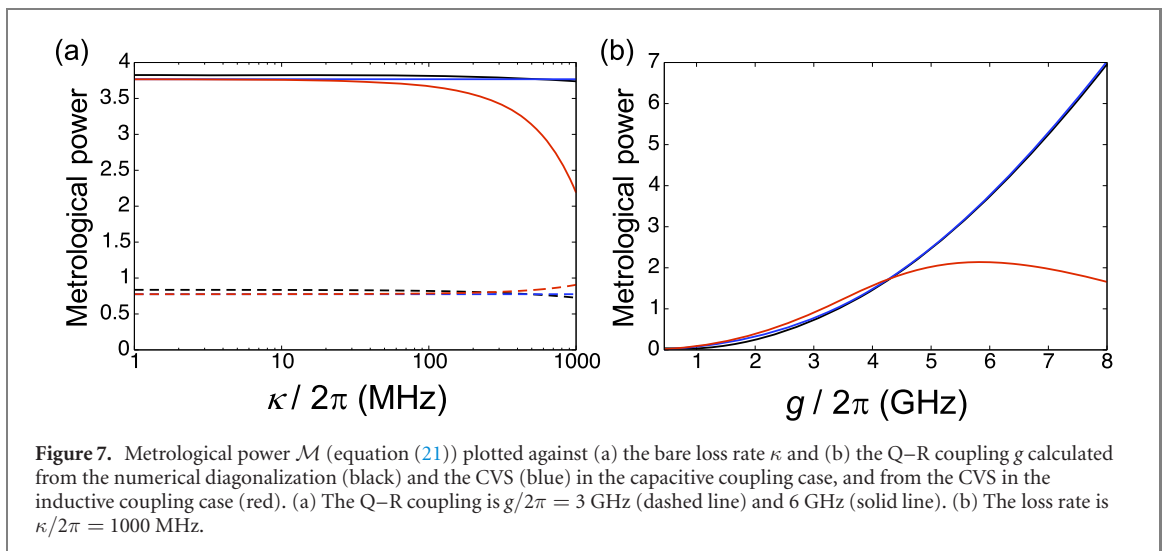 (a)
Metrological power
4
3.5
3
2.5
2
1.5
1
0.5
0
1
10
100
1000
κ / 2π (MHz)
(b)
Metrological power
7
6
5
4
3
2
1
0
1
2
3
4
5
6
7
8
g / 2π (GHz)
Figure 7. Metrological power ℳ (equation (21)) plotted against (a) the bare loss rate κ and (b) the Q–R coupling g calculated
from the numerical diagonalization (black) and the CVS (blue) in the capacitive coupling case, and from the CVS in the
inductive coupling case (red). (a) The Q–R coupling is g/2π = 3 GHz (dashed line) and 6 GHz (solid line). (b) The loss rate is
κ/2π = 1000 MHz.